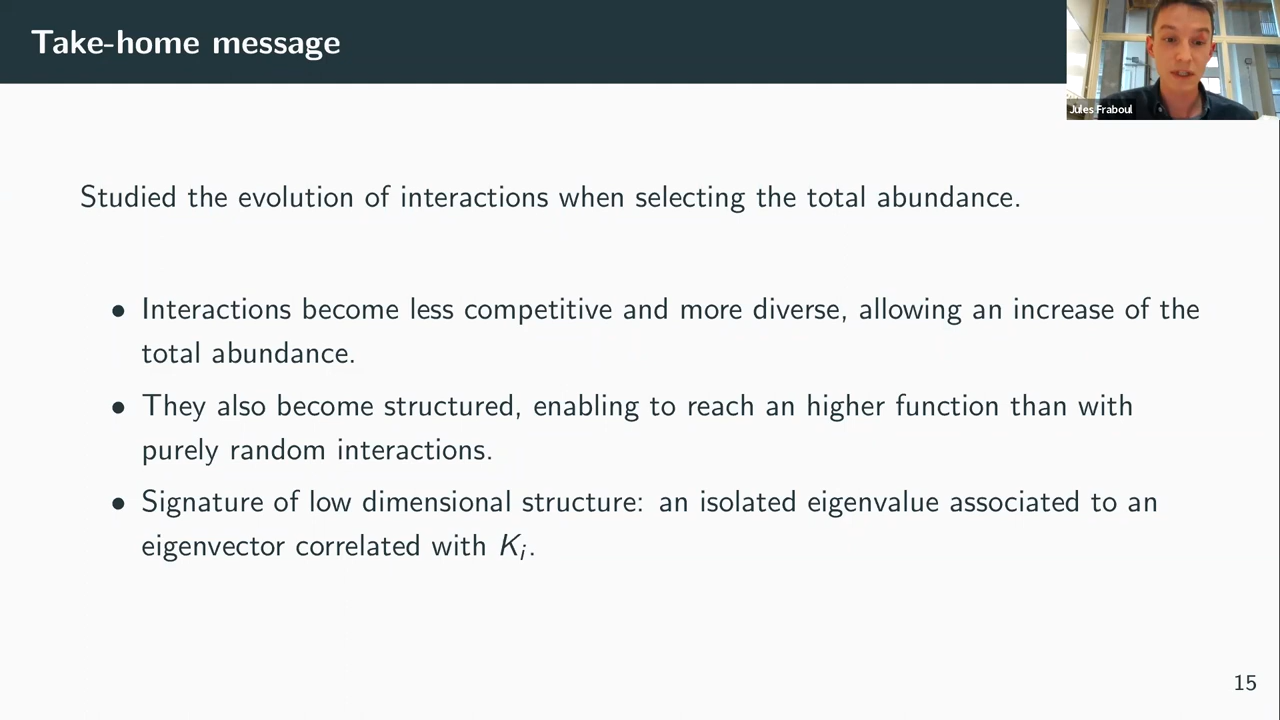 Take-home message
Jules Fraboul
Studied the evolution of interactions when selecting the total abundance.
• Interactions become less competitive and more diverse, allowing an increase of the
total abundance.
• They also become structured, enabling to reach an higher function than with
purely random interactions.
• Signature of low dimensional structure: an isolated eigenvalue associated to an
eigenvector correlated with Kᵢ.
15